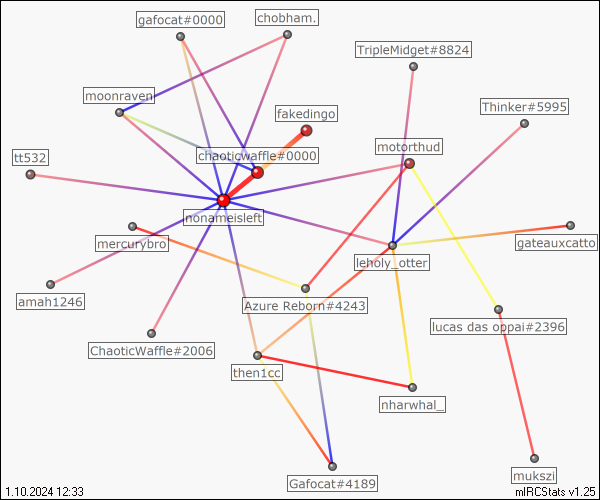 gafocat#0000
chobham.
TripleMidget#8824
moonraven
fakedingo
Thinker#5995
tt532
chaoticwaffle#0000
motorthud
nonameisleft
mercurybro
gateauxcatto
leholy_otter
amah1246
Azure Reborn#4243
lucas das oppai#2396
ChaoticWaffle#2006
then1cc
nharwhal_
mukszi
Gafocat#4189
1.10.2024 12:33
mIRCStats v1.25